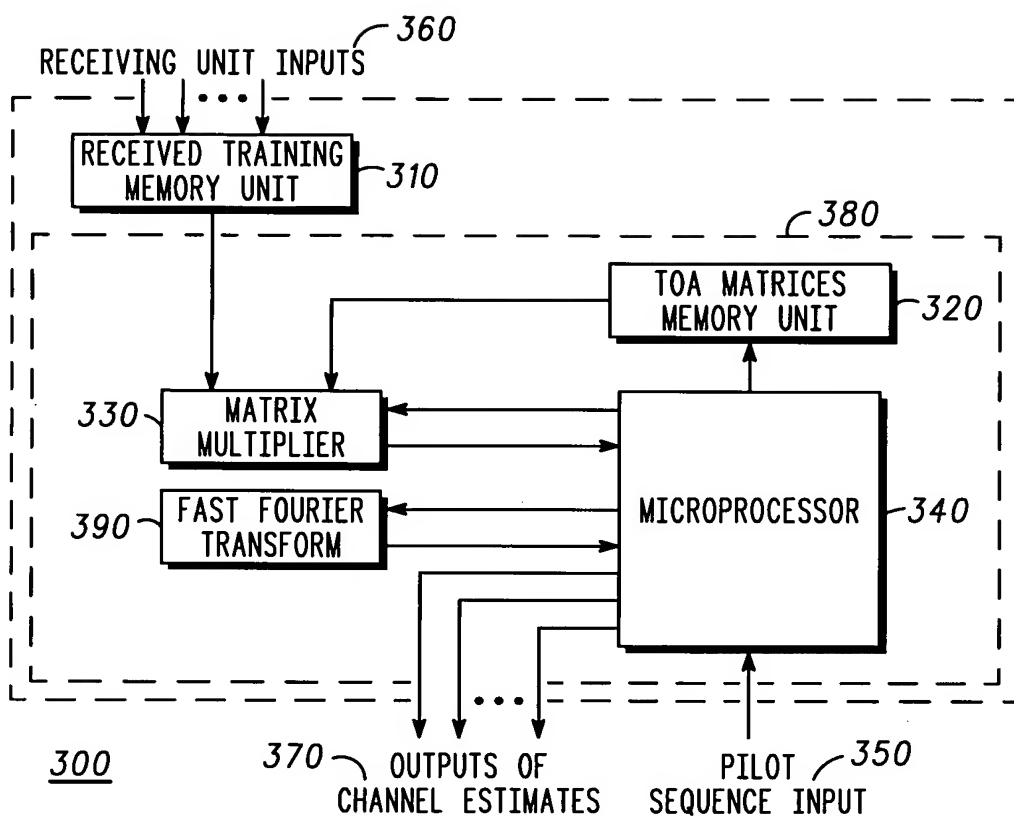 360
RECEIVING UNIT INPUTS
RECEIVED TRAINING
MEMORY UNIT
310
380
TOA MATRICES
MEMORY UNIT
320
330
MATRIX
MULTIPLIER
MICROPROCESSOR
340
390
FAST FOURIER
TRANSFORM
300
370
OUTPUTS OF
CHANNEL ESTIMATES
PILOT
SEQUENCE INPUT
350